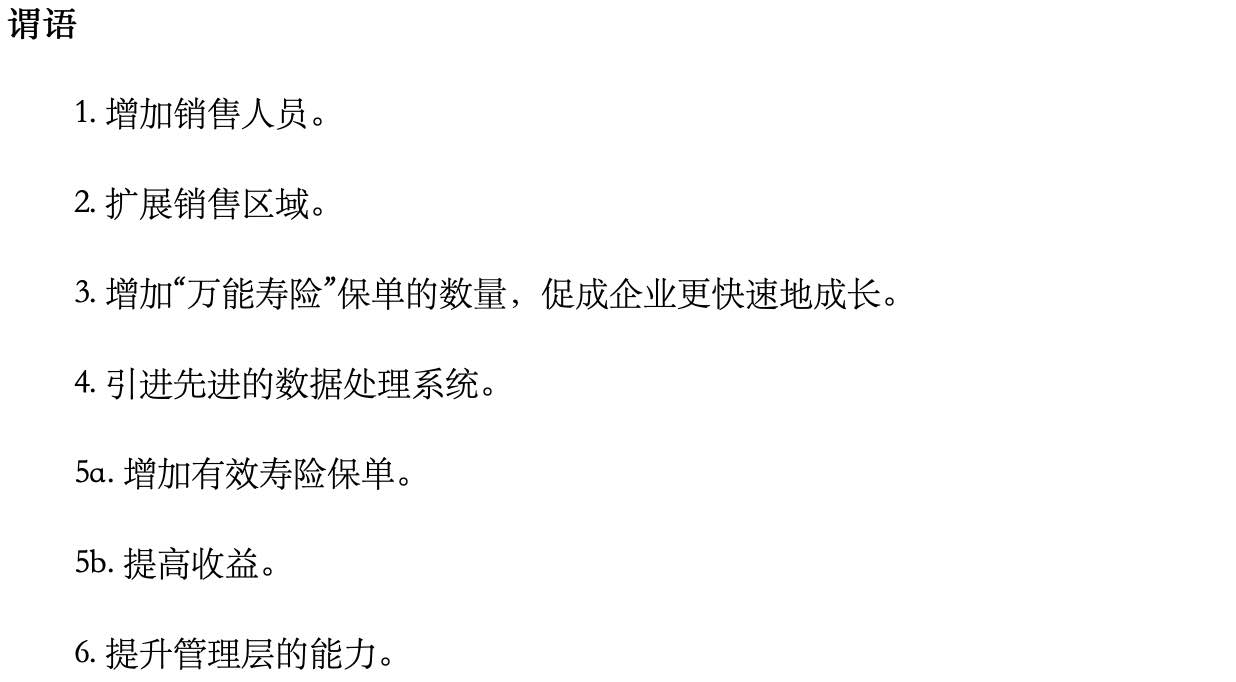 谓语
1. 增加销售人员。
2. 扩展销售区域。
3. 增加“万能寿险”保单的数量，促成企业更快速地成长。
4. 引进先进的数据处理系统。
5a. 增加有效寿险保单。
5b. 提高收益。
6. 提升管理层的能力。